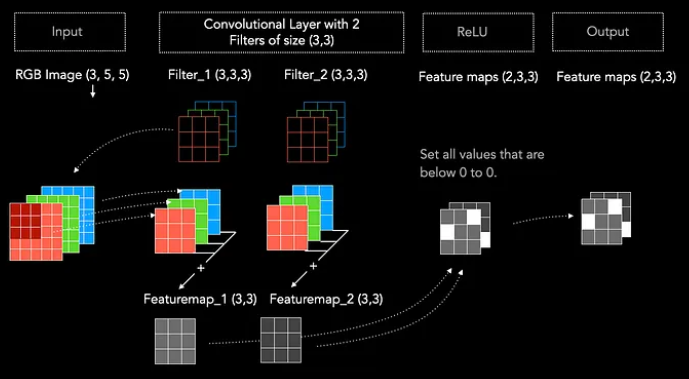 Input
Convolutional Layer with 2
Filters of size (3,3)
ReLU
Output
RGB Image (3, 5, 5)
Filter_1 (3,3,3)
Filter_2 (3,3,3)
Feature maps (2,3,3)
Feature maps (2,3,3)
Set all values that are
below 0 to 0.
+
+
Featuremap_1 (3,3)
Featuremap_2 (3,3)